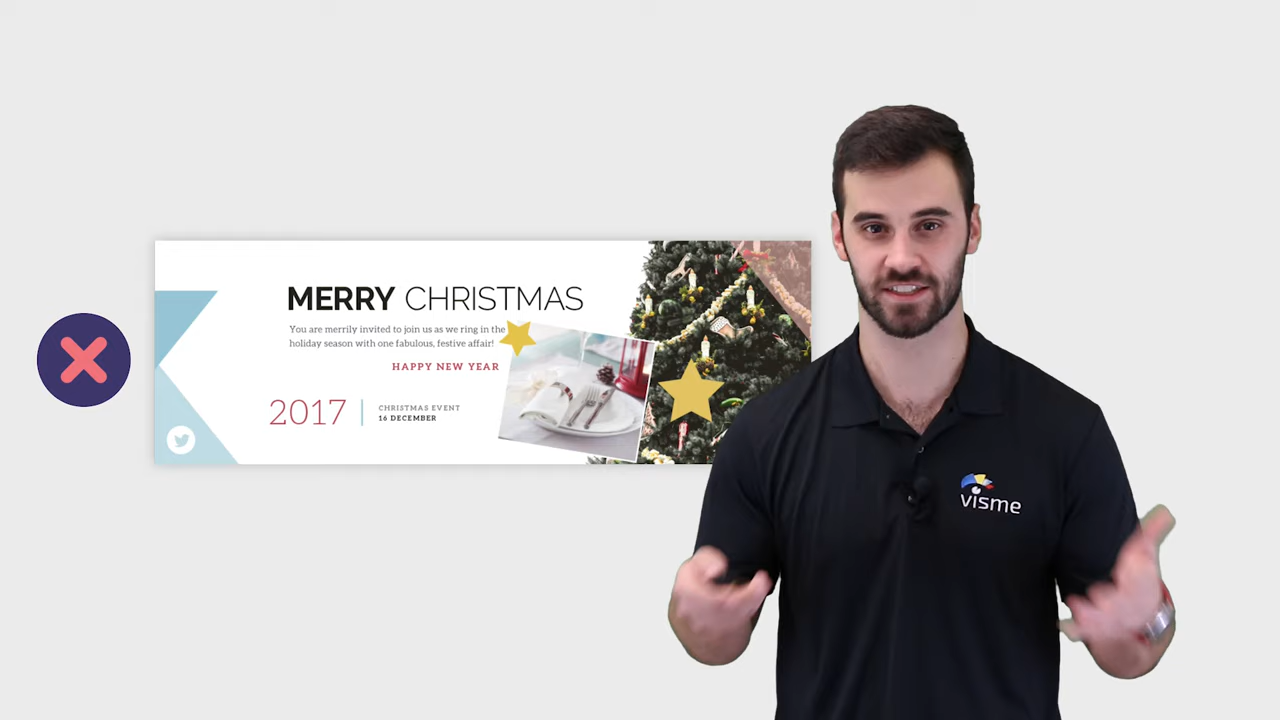 MERRY CHRISTMAS
You are merrily invited to join us as we ring in the
holiday season with one fabulous, festive affair!
HAPPY NEW YEAR
2017
CHRISTMAS EVENT
16 DECEMBER
visme